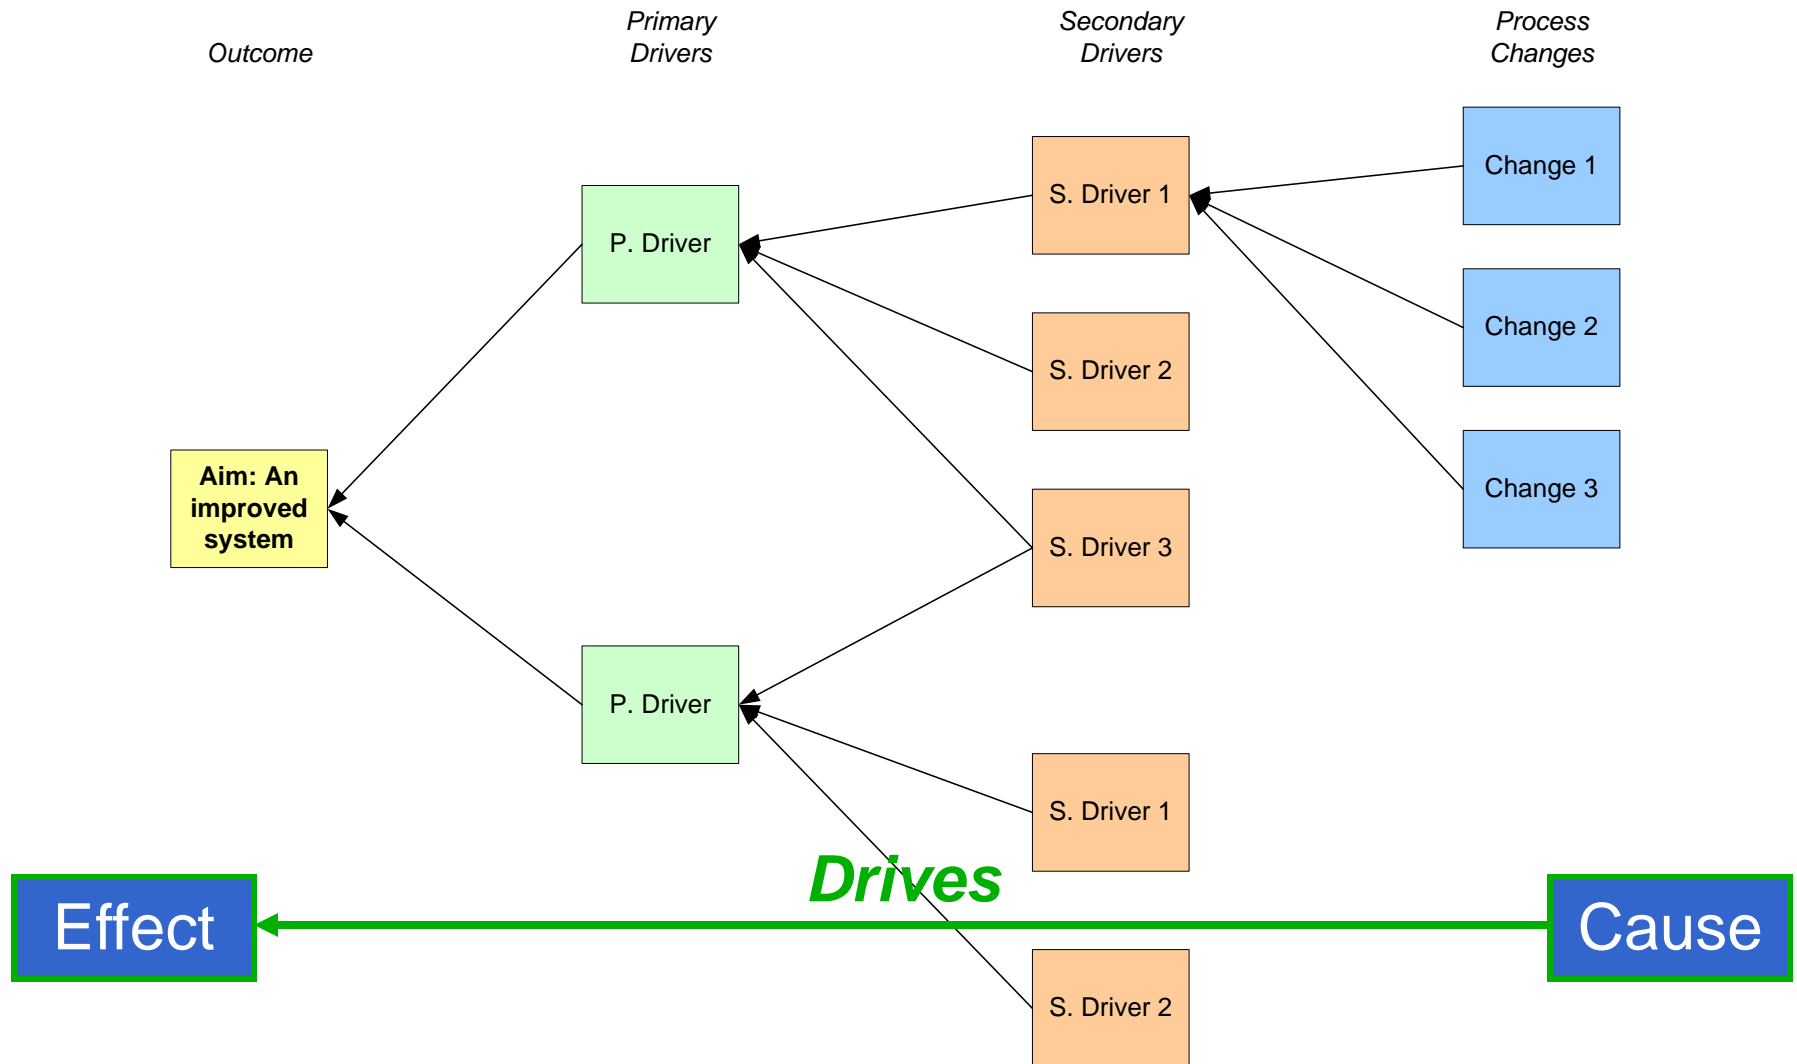 Outcome
Primary
Drivers
Secondary
Drivers
Process
Changes
Change 1
S. Driver 1
P. Driver
Change 2
S. Driver 2
Aim: An
improved
system
Change 3
S. Driver 3
P. Driver
S. Driver 1
Drives
Effect
Cause
S. Driver 2